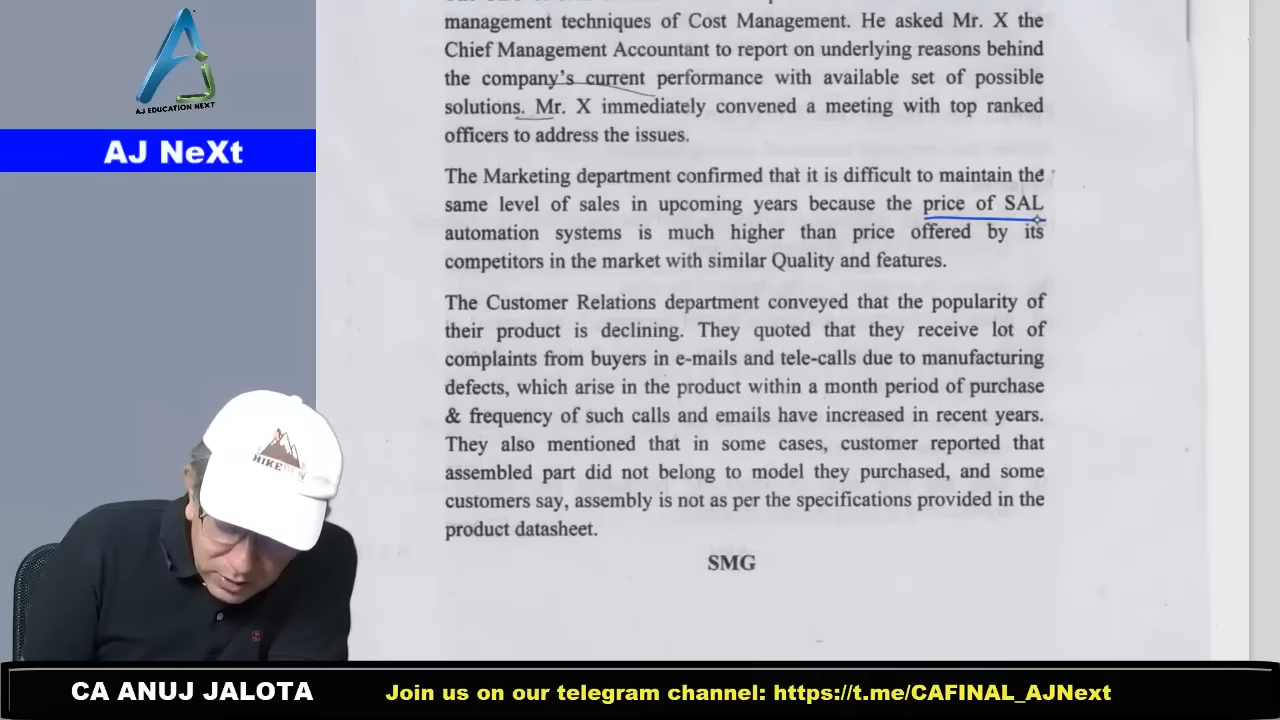 management techniques of Cost Management. He asked Mr. X the
Chief Management Accountant to report on underlying reasons behind
the company's current performance with available set of possible
solutions. Mr. X immediately convened a meeting with top ranked
officers to address the issues.
The Marketing department confirmed that it is difficult to maintain the
same level of sales in upcoming years because the price of SAL
automation systems is much higher than price offered by its
competitors in the market with similar Quality and features.
The Customer Relations department conveyed that the popularity of
their product is declining. They quoted that they receive lot of
complaints from buyers in e-mails and tele-calls due to manufacturing
defects, which arise in the product within a month period of purchase
& frequency of such calls and emails have increased in recent years.
They also mentioned that in some cases, customer reported that
assembled part did not belong to model they purchased, and some
customers say, assembly is not as per the specifications provided in the
product datasheet.
SMG
AJ EDUCATION NEXT
AJ NeXt
CA ANUJ JALOTA
Join us on our telegram channel: https://t.me/CAFINAL_AJNext